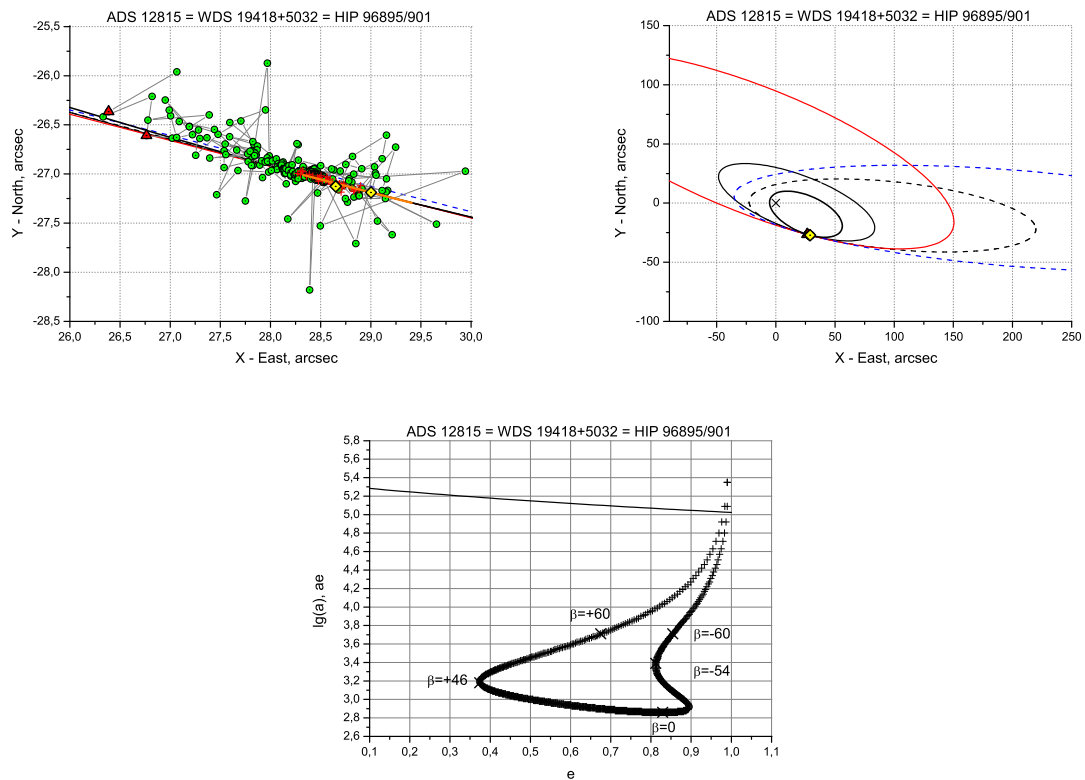 ADS 12815 = WDS 19418+5032 = HIP 96895/901
-25,5
-26,0
-26,5
-27,0
-27,5
-28,0
-28,5
Y - North, arcsec
26,0 26,5 27,0 27,5 28,0 28,5 29,0 29,5 30,0
X - East, arcsec
ADS 12815 = WDS 19418+5032 = HIP 96895/901
150
100
50
0
-50
-100
Y - North, arcsec
-50 0 50 100 150 200 250
X - East, arcsec
ADS 12815 = WDS 19418+5032 = HIP 96895/901
5,8
5,6
5,4
5,2
5,0
4,8
4,6
4,4
4,2
4,0
3,8
3,6
3,4
3,2
3,0
2,8
2,6
lg(a), ae
β=+60
β=-60
β=-54
β=+46
β=0
0,1 0,2 0,3 0,4 0,5 0,6 0,7 0,8 0,9 1,0 1,1
e